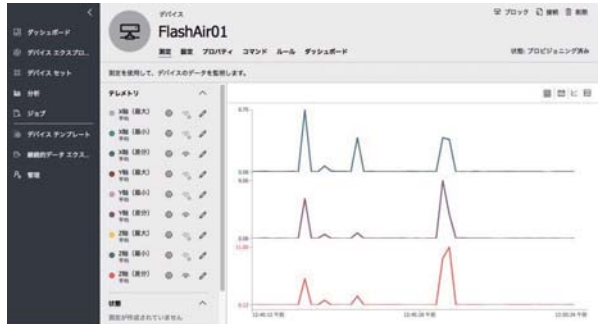 ダッシュボード
デバイス エクスプロ...
デバイス セット
分析
ジョブ
デバイス テンプレート
継続的データ エクス...
管理
デバイス
FlashAir01
測定 設定 プロパティ コマンド ルール ダッシュボード
ブロック 接続 削除
状態: プロビジョニング済み
測定を使用して、デバイスのデータを監視します。
テレメトリ
X軸 (最大)
平均
X軸 (最小)
平均
X軸 (差分)
平均
Y軸 (最大)
平均
Y軸 (最小)
平均
Y軸 (差分)
平均
Z軸 (最大)
平均
Z軸 (最小)
平均
Z軸 (差分)
平均
状態
測定が作成されていません